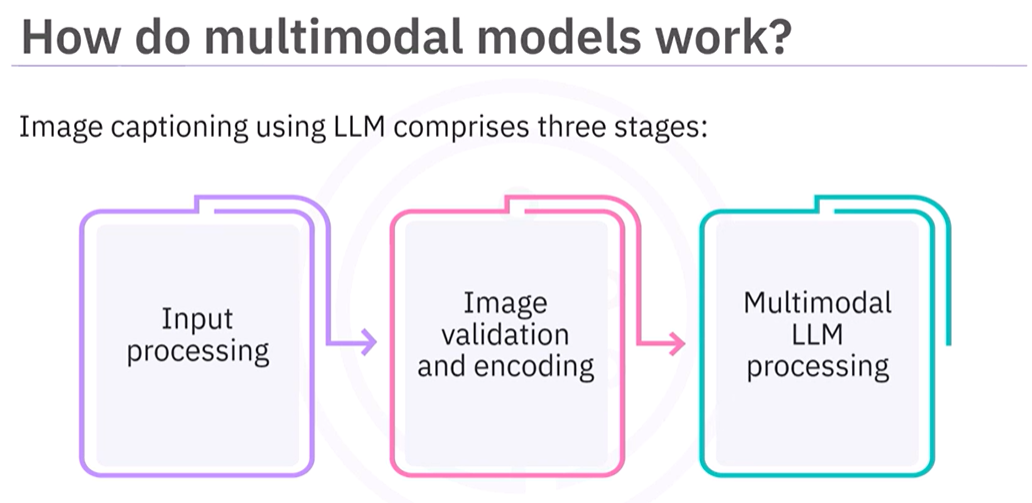 How do multimodal models work?
Image captioning using LLM comprises three stages:
Input
processing
Image
validation
and encoding
Multimodal
LLM
processing